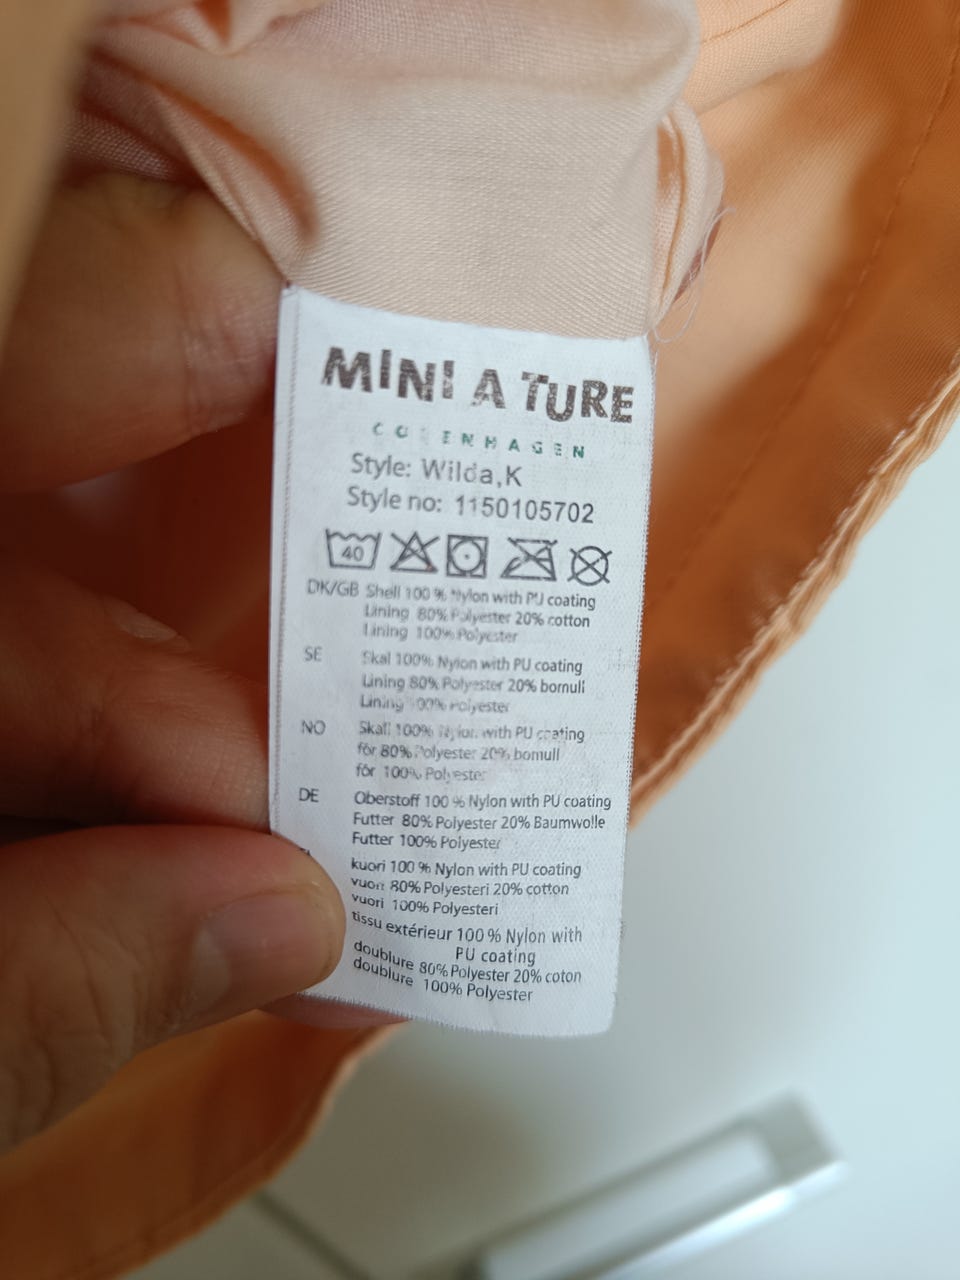 MINI A TURE
COPENHAGEN
Style: Wilda,K
Style no: 1150105702
40
DK/GB Shell 100 % Nylon with PU coating
Lining 80% Polyester 20% cotton
Lining 100% Polyester
SE Skal 100% Nylon with PU coating
Lining 80% Polyester 20% bomull
Lining 100% Polyester
NO Skall 100% Nylon with PU coating
fôr 80% Polyester 20% bomull
fôr 100% Polyester
DE Oberstoff 100 % Nylon with PU coating
Futter 80% Polyester 20% Baumwolle
Futter 100% Polyester
kuori 100 % Nylon with PU coating
vuori 80% Polyesteri 20% cotton
vuori 100% Polyesteri
tissu extérieur 100 % Nylon with
PU coating
doublure 80% Polyester 20% coton
doublure 100% Polyester